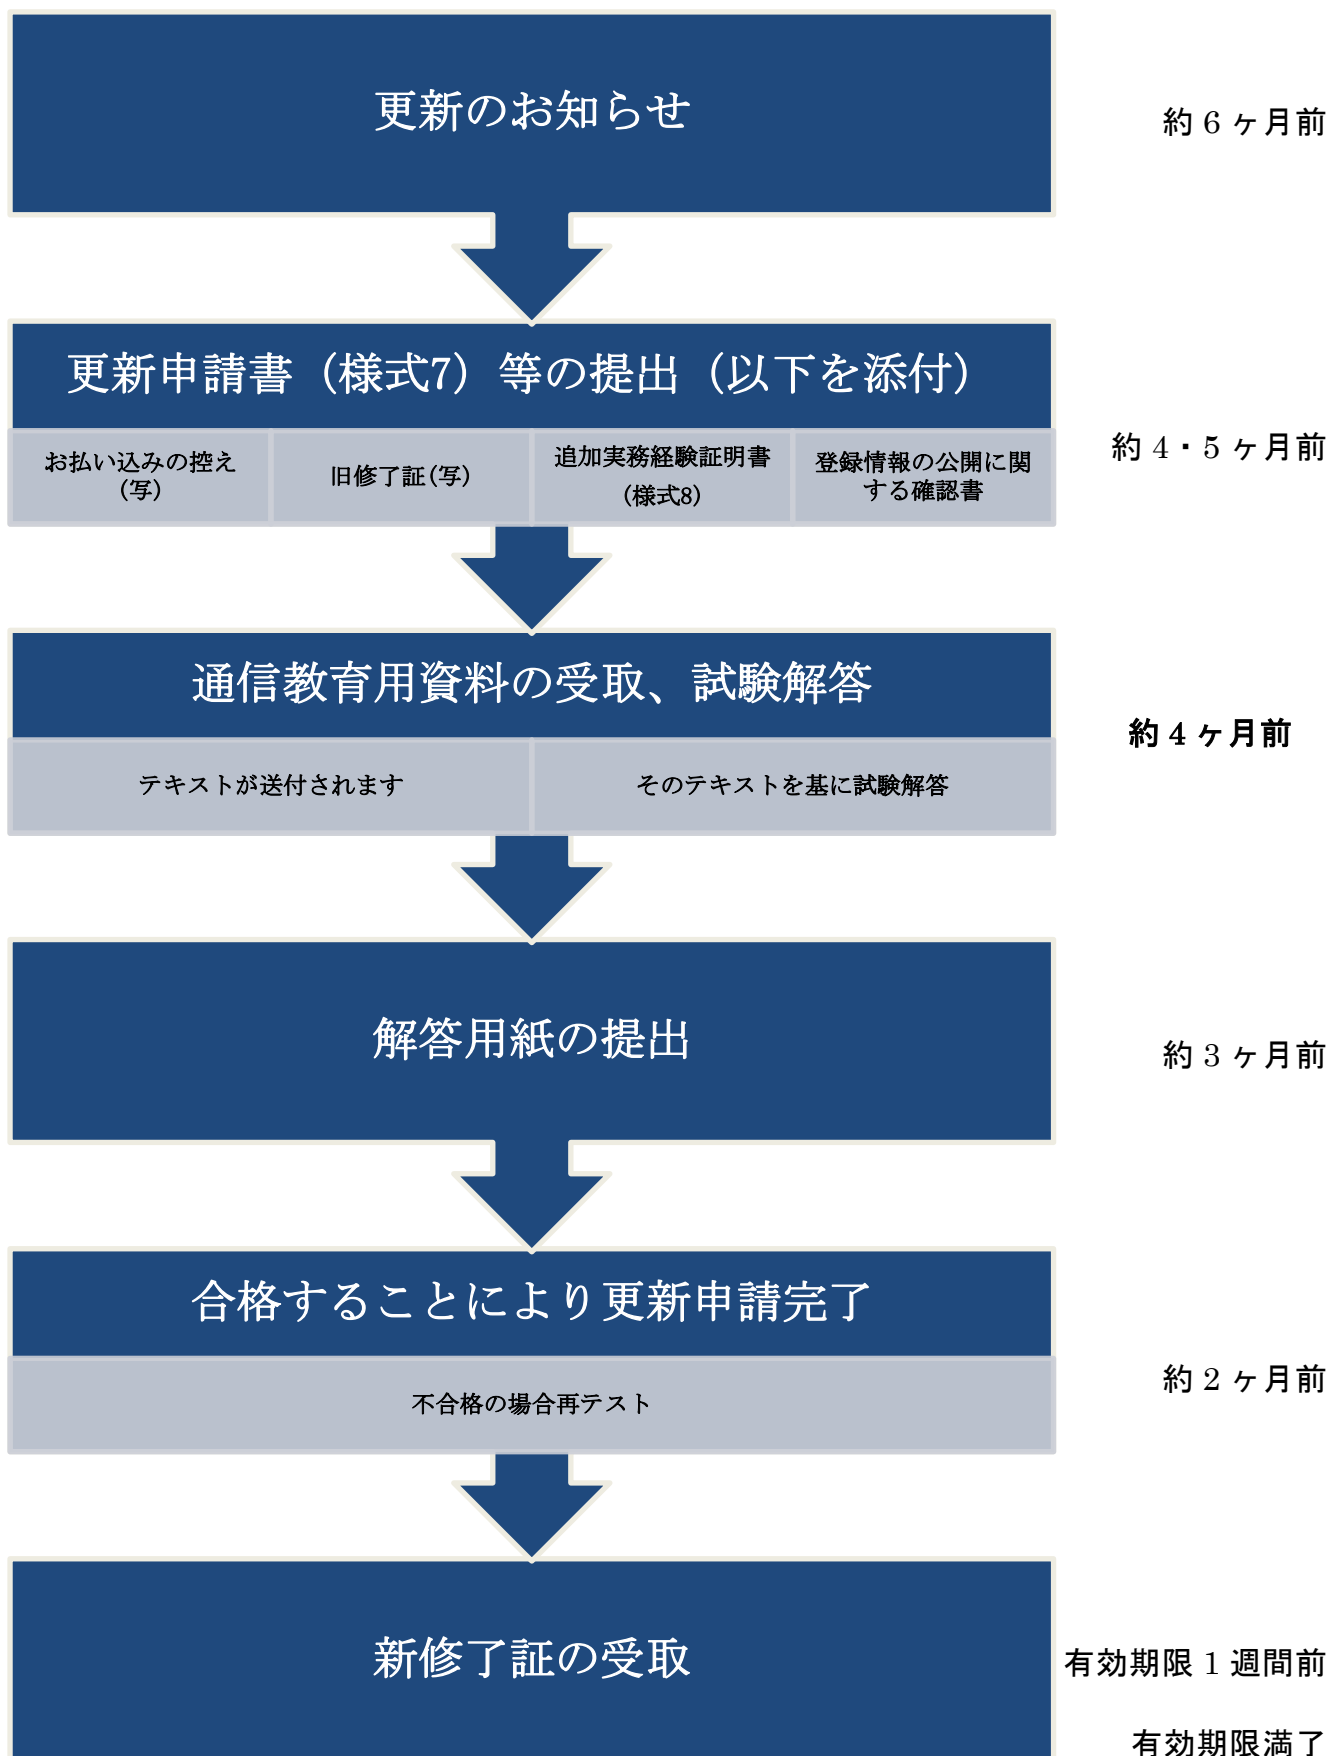 更新のお知らせ
約 6 ヶ月前
更新申請書（様式7）等の提出（以下を添付）
お払い込みの控え
(写)
旧修了証(写)
追加実務経験証明書
(様式8)
登録情報の公開に関
する確認書
約 4・5 ヶ月前
通信教育用資料の受取、試験解答
テキストが送付されます
そのテキストを基に試験解答
約 4 ヶ月前
解答用紙の提出
約 3 ヶ月前
合格することにより更新申請完了
不合格の場合再テスト
約 2 ヶ月前
新修了証の受取
有効期限 1 週間前
有効期限満了